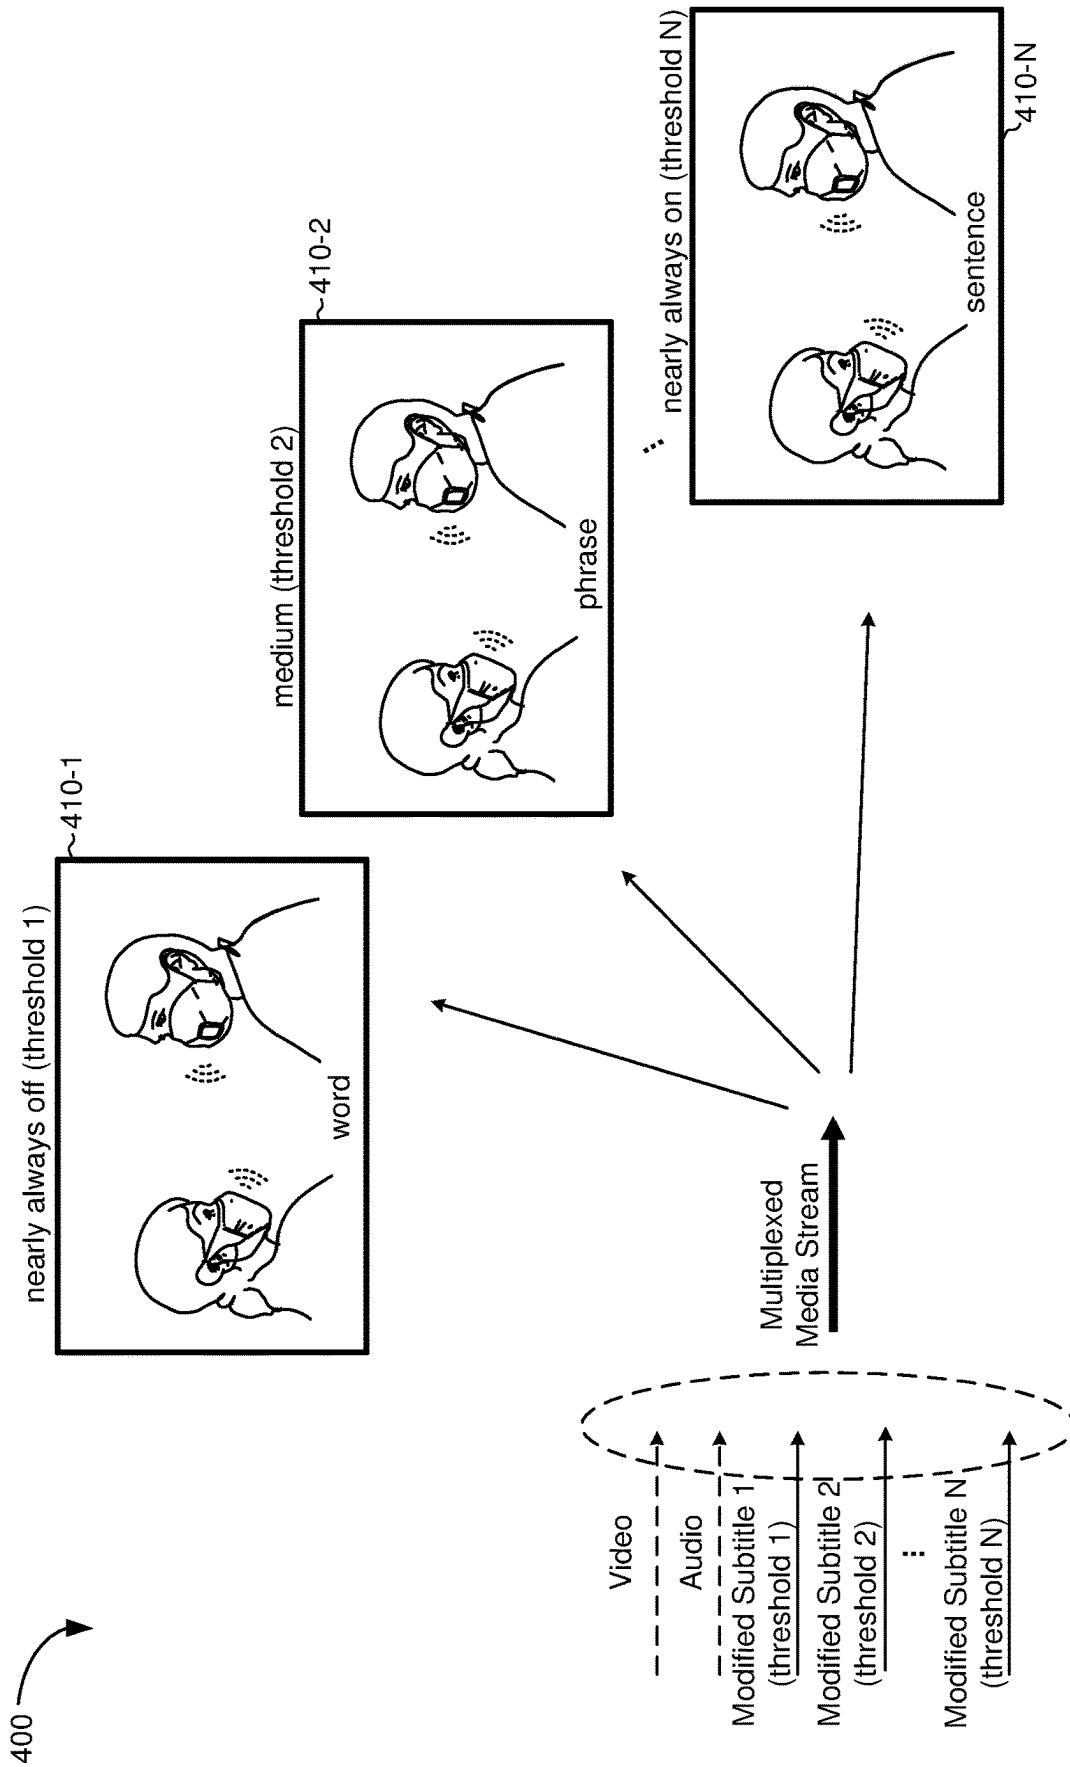 400
Video
Audio
Modified Subtitle 1
(threshold 1)
Modified Subtitle 2
(threshold 2)
...
Modified Subtitle N
(threshold N)
Multiplexed
Media Stream
nearly always off (threshold 1)
410-1
word
medium (threshold 2)
410-2
phrase
...
nearly always on (threshold N)
410-N
sentence